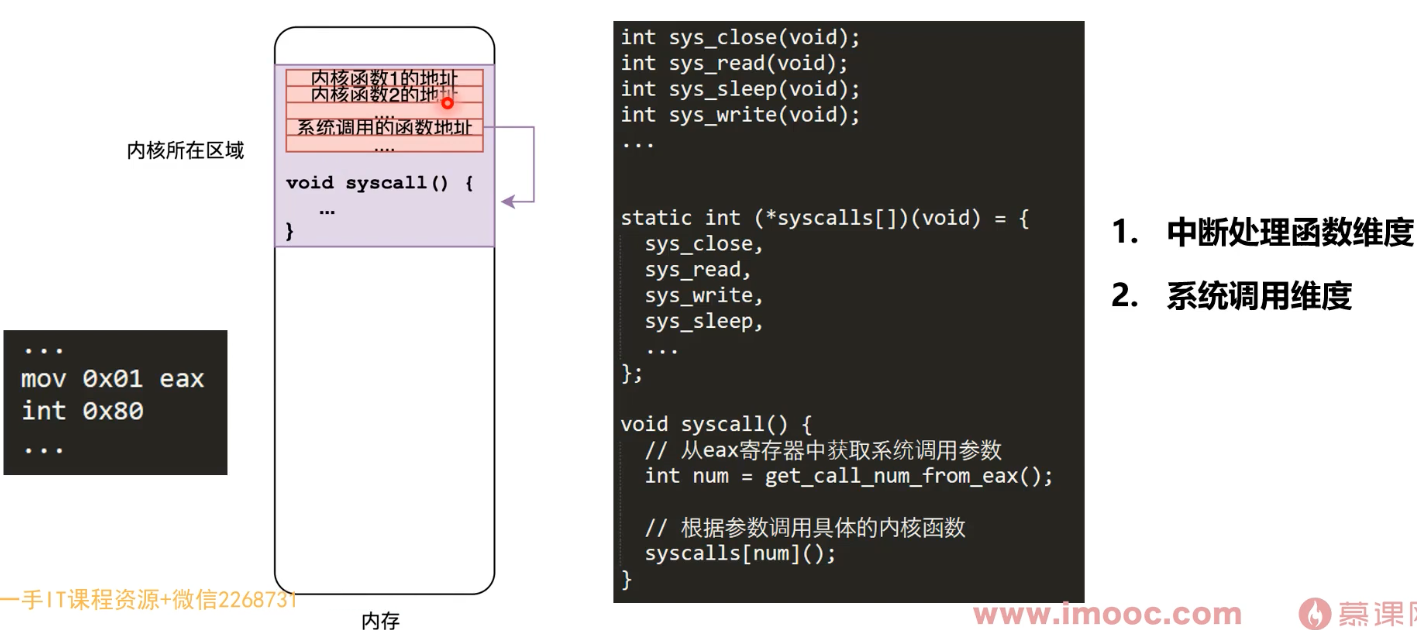 内核函数1的地址
内核函数2的地址
....
系统调用的函数地址
....
内核所在区域
void syscall() {
...
}
...
mov 0x01 eax
int 0x80
...
内存
int sys_close(void);
int sys_read(void);
int sys_sleep(void);
int sys_write(void);
...
static int (*syscalls[])(void) = {
sys_close,
sys_read,
sys_write,
sys_sleep,
...
};
void syscall() {
// 从eax寄存器中获取系统调用参数
int num = get_call_num_from_eax();
// 根据参数调用具体的内核函数
syscalls[num]();
}
1. 中断处理函数维度
2. 系统调用维度
一手IT课程资源+微信2268731
www.imooc.com
慕课网